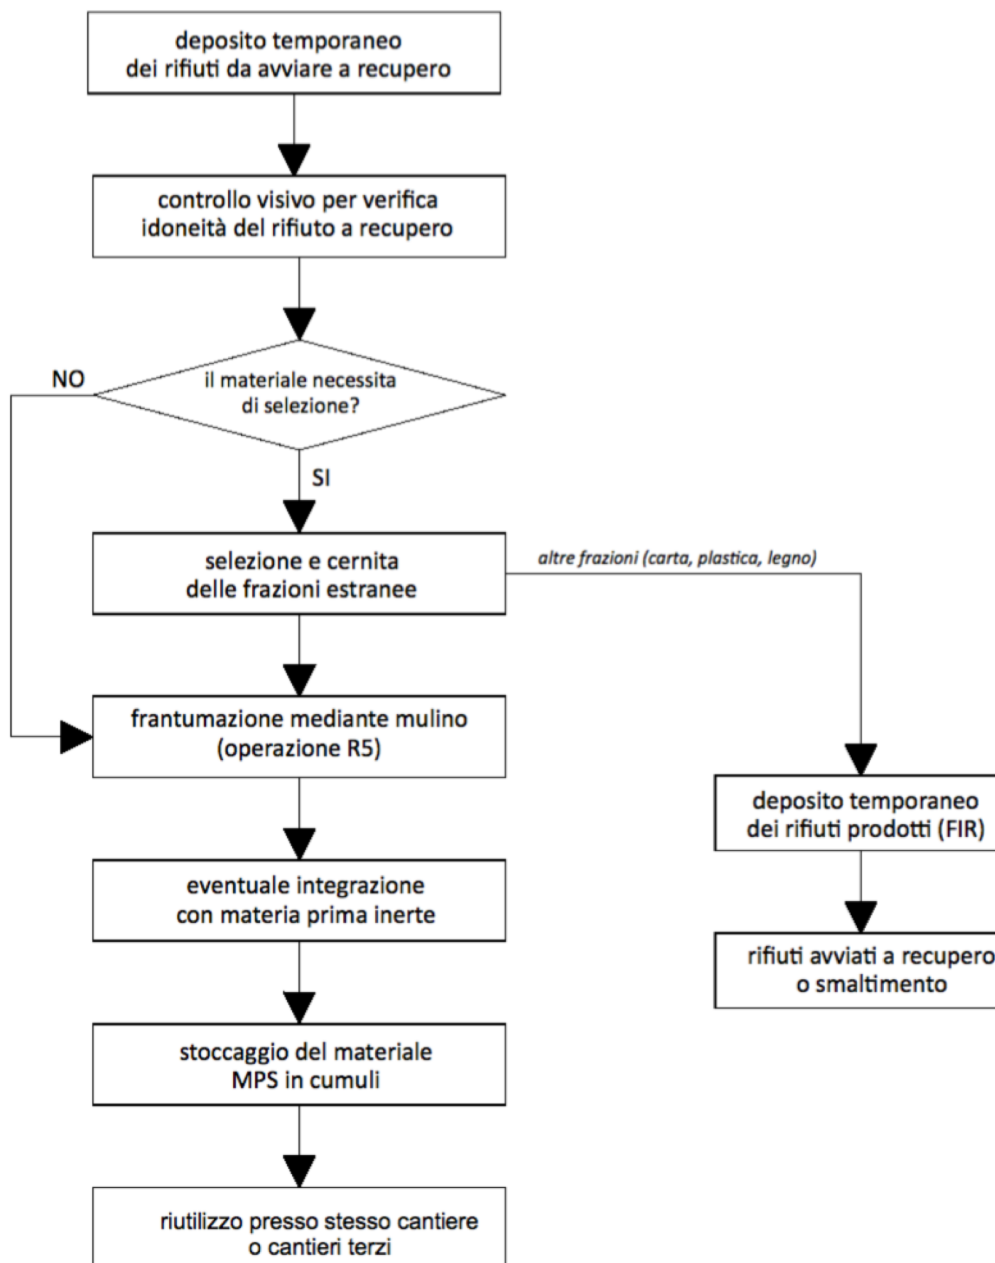 deposito temporaneo
dei rifiuti da avviare a recupero
controllo visivo per verifica
idoneità del rifiuto a recupero
il materiale necessita
di selezione?
NO
SI
selezione e cernita
delle frazioni estranee
altre frazioni (carta, plastica, legno)
frantumazione mediante mulino
(operazione R5)
deposito temporaneo
dei rifiuti prodotti (FIR)
eventuale integrazione
con materia prima inerte
rifiuti avviati a recupero
o smaltimento
stoccaggio del materiale
MPS in cumuli
riutilizzo presso stesso cantiere
o cantieri terzi